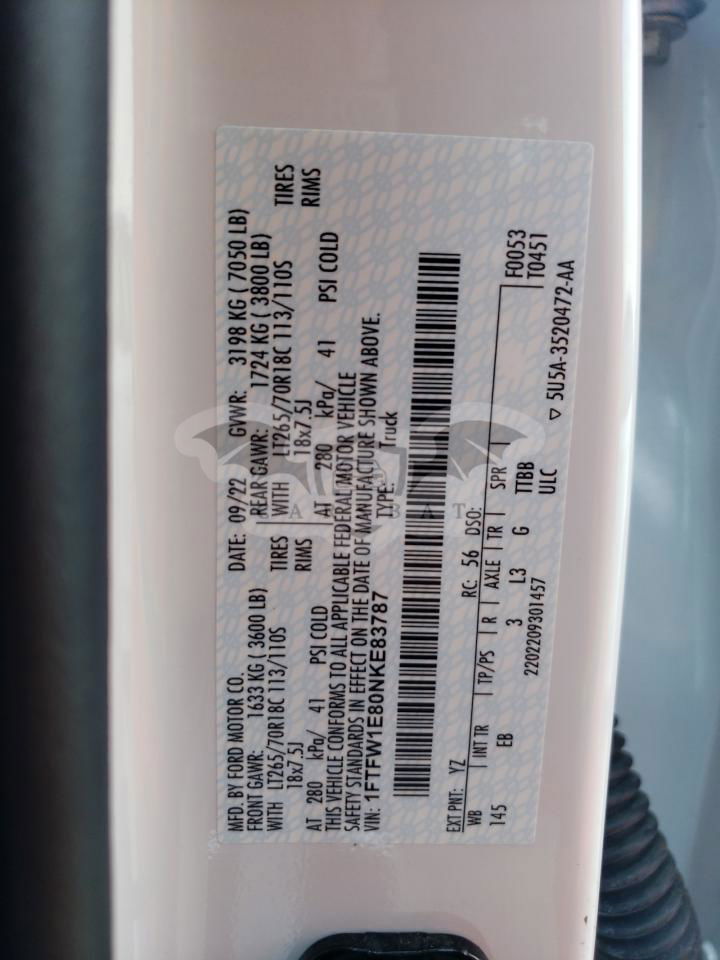 MFD. BY FORD MOTOR CO.
DATE: 09/22 GVWR: 3198 KG ( 7050 LB)
FRONT GAWR: 1633 KG ( 3600 LB) REAR GAWR: 1724 KG ( 3800 LB)
WITH LT265/70R18C 113/110S TIRES WITH LT265/70R18C 113/110S TIRES
18x7.5J RIMS 18x7.5J RIMS
AT 280 kPa/ 41 PSI COLD AT 280 kPa/ 41 PSI COLD
THIS VEHICLE CONFORMS TO ALL APPLICABLE FEDERAL MOTOR VEHICLE
SAFETY STANDARDS IN EFFECT ON THE DATE OF MANUFACTURE SHOWN ABOVE.
VIN: 1FTFW1E80NKE83787 TYPE: Truck
EXT PNT: YZ RC: 56 DSO:
WB INT TR TP/PS R AXLE TR SPR F0053
145 EB 3 L3 G TTBB T0451
2202209301457 ULC
5U5A-3520472-AA